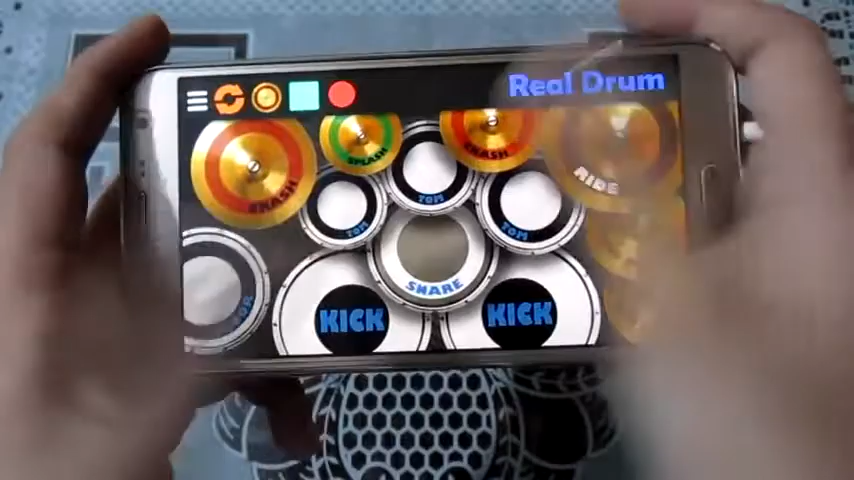 Real Drum
CRASH
SPLASH
CRASH
RIDE
TOM
TOM
TOM
SNARE
KICK
KICK